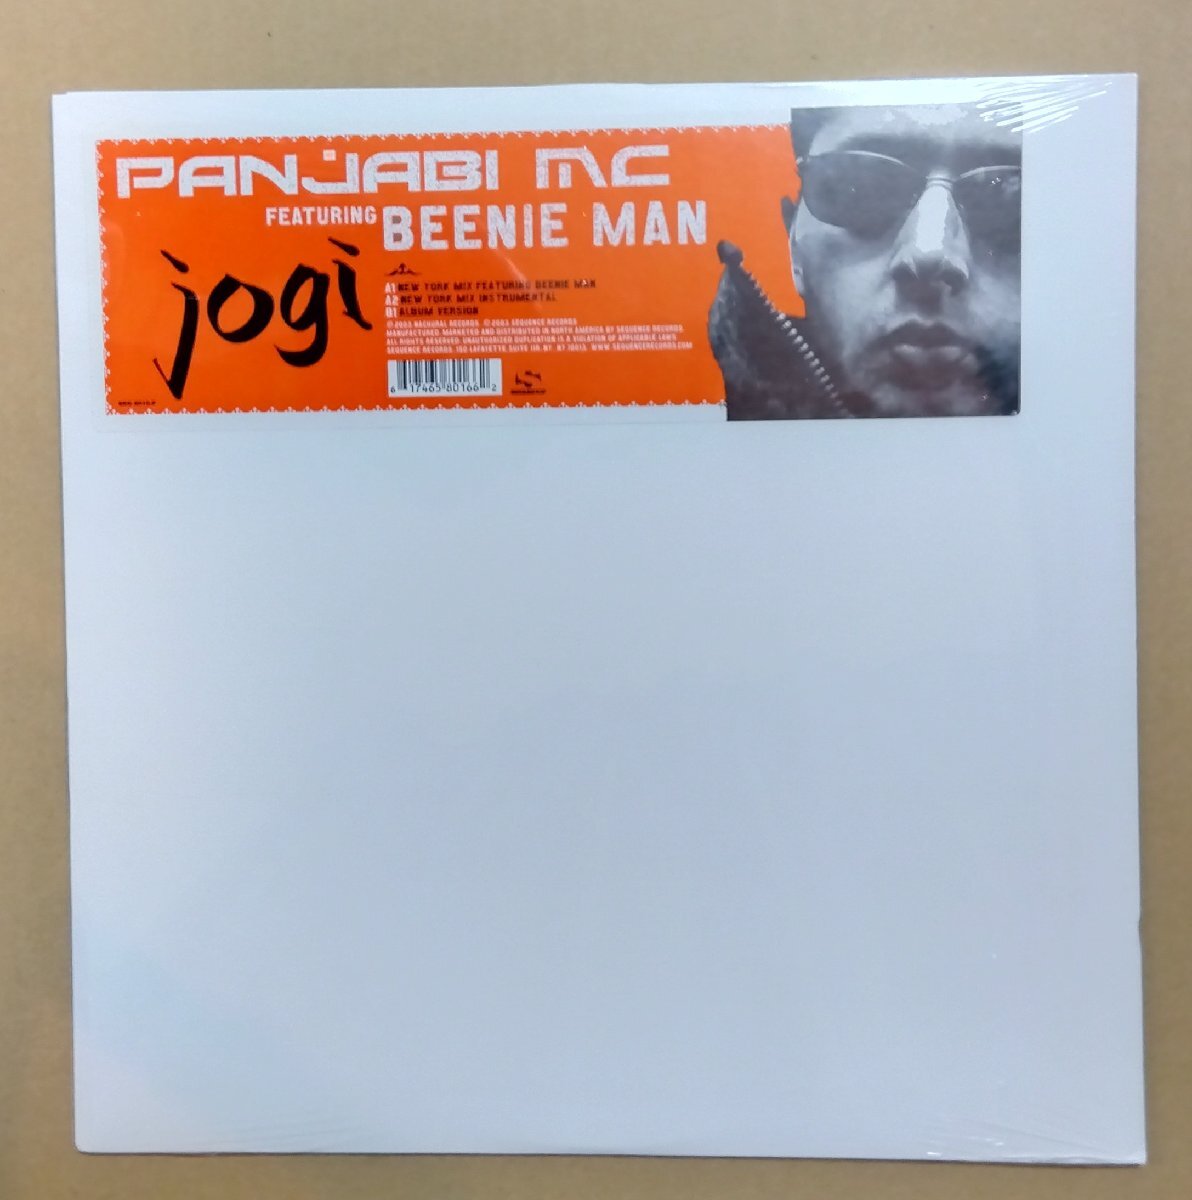 PANJABI MC
FEATURING BEENIE MAN
jogi
A1 NEW YORK MIX FEATURING BEENIE MAN
A2 NEW YORK MIX INSTRUMENTAL
B1 ALBUM VERSION
℗ 2003 NACHURAL RECORDS. © 2003 SEQUENCE RECORDS
MANUFACTURED, MARKETED AND DISTRIBUTED IN NORTH AMERICA BY SEQUENCE RECORDS.
ALL RIGHTS RESERVED. UNAUTHORIZED DUPLICATION IS A VIOLATION OF APPLICABLE LAWS
SEQUENCE RECORDS, 150 LAFAYETTE, SUITE NY, NY 10013. WWW.SEQUENCERECORDS.COM
6 17465 80166 2